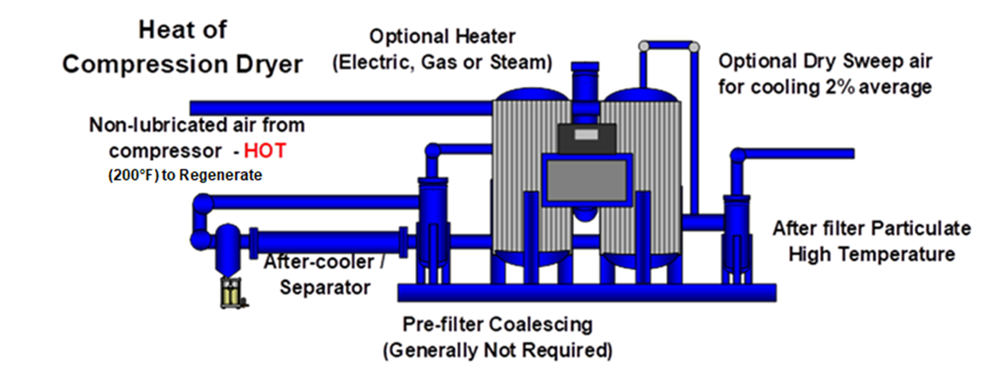 Heat of
Compression Dryer
Optional Heater
(Electric, Gas or Steam)
Optional Dry Sweep air
for cooling 2% average
Non-lubricated air from
compressor - HOT
(200°F) to Regenerate
After-cooler /
Separator
After filter Particulate
High Temperature
Pre-filter Coalescing
(Generally Not Required)